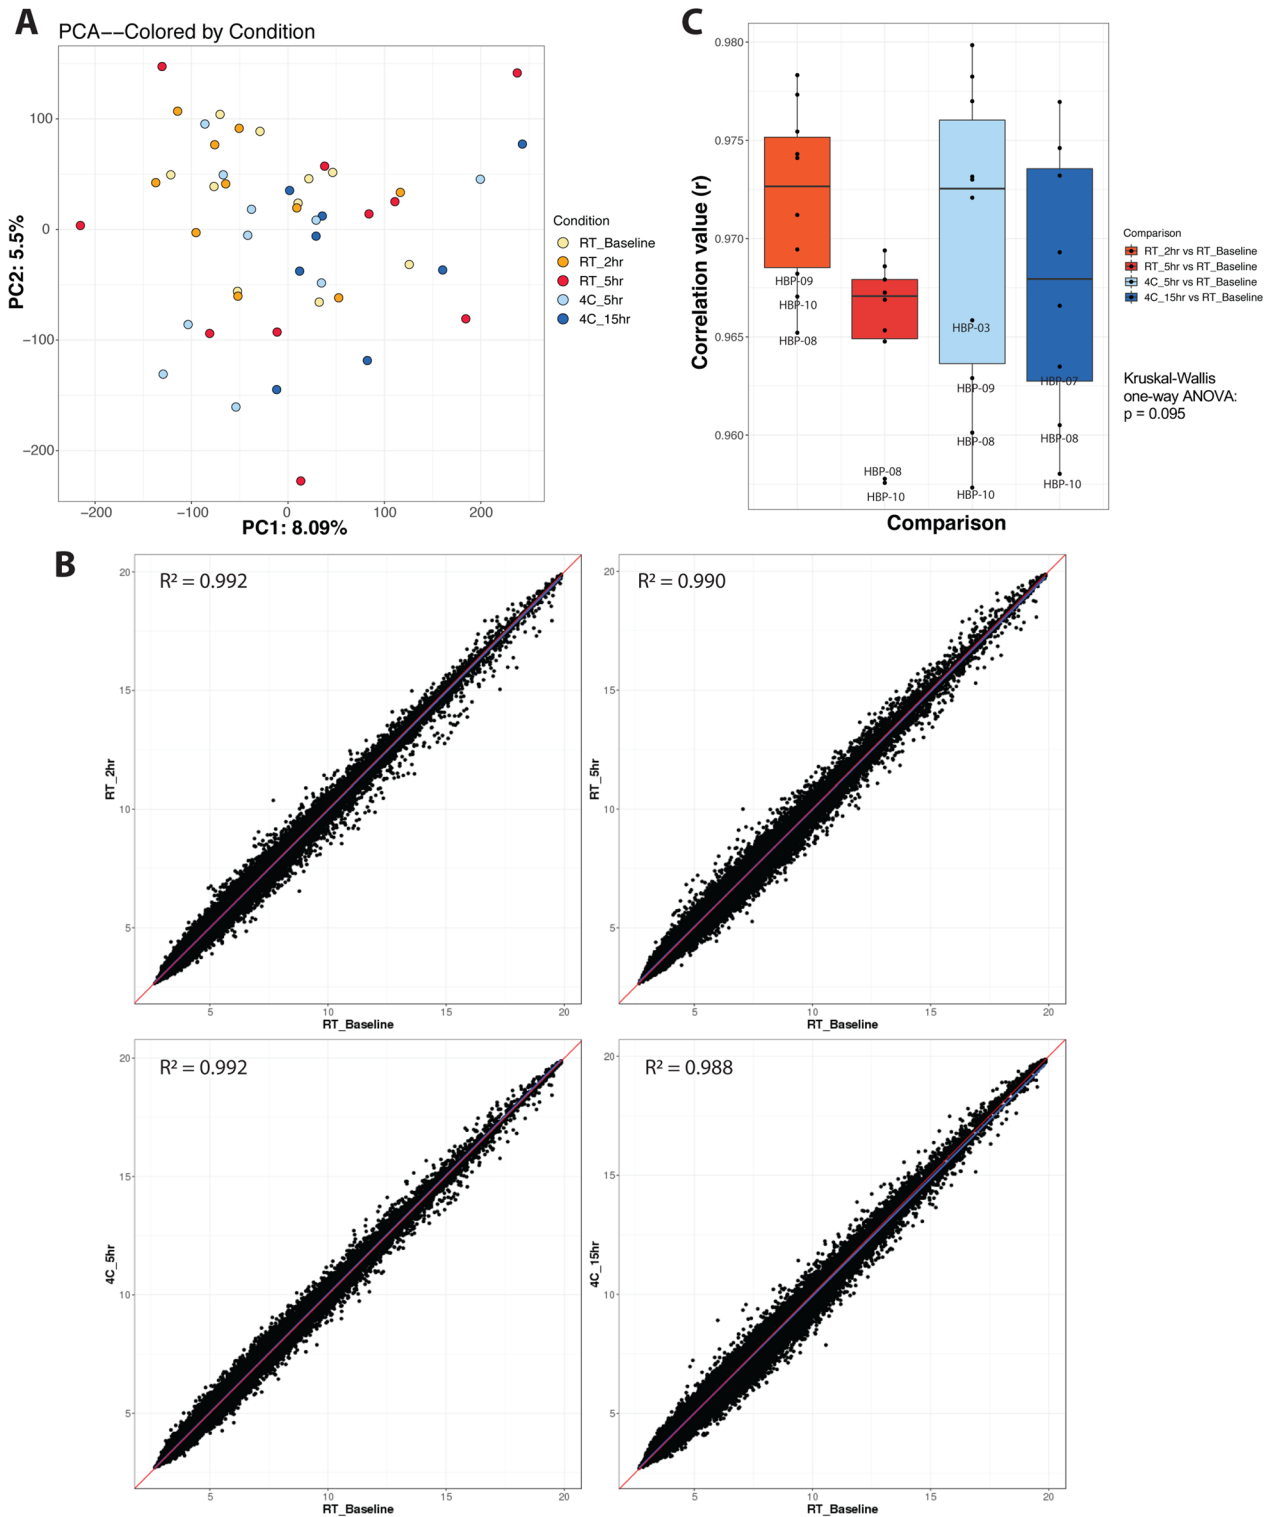 A
PCA––Colored by Condition
100
0
−100
−200
−200
−100
0
100
200
PC2: 5.5%
PC1: 8.09%
Condition
RT_Baseline
RT_2hr
RT_5hr
4C_5hr
4C_15hr
C
0.980
0.975
0.970
0.965
0.960
Correlation value (r)
HBP-09
HBP-10
HBP-08
HBP-08
HBP-10
HBP-03
HBP-09
HBP-08
HBP-10
HBP-07
HBP-08
HBP-10
Comparison
Comparison
RT_2hr vs RT_Baseline
RT_5hr vs RT_Baseline
4C_5hr vs RT_Baseline
4C_15hr vs RT_Baseline
Kruskal-Wallis
one-way ANOVA:
p = 0.095
B
R² = 0.992
20
15
10
5
RT_2hr
5
10
15
20
RT_Baseline
R² = 0.990
20
15
10
5
RT_5hr
5
10
15
20
RT_Baseline
R² = 0.992
20
15
10
5
4C_5hr
5
10
15
20
RT_Baseline
R² = 0.988
20
15
10
5
4C_15hr
5
10
15
20
RT_Baseline